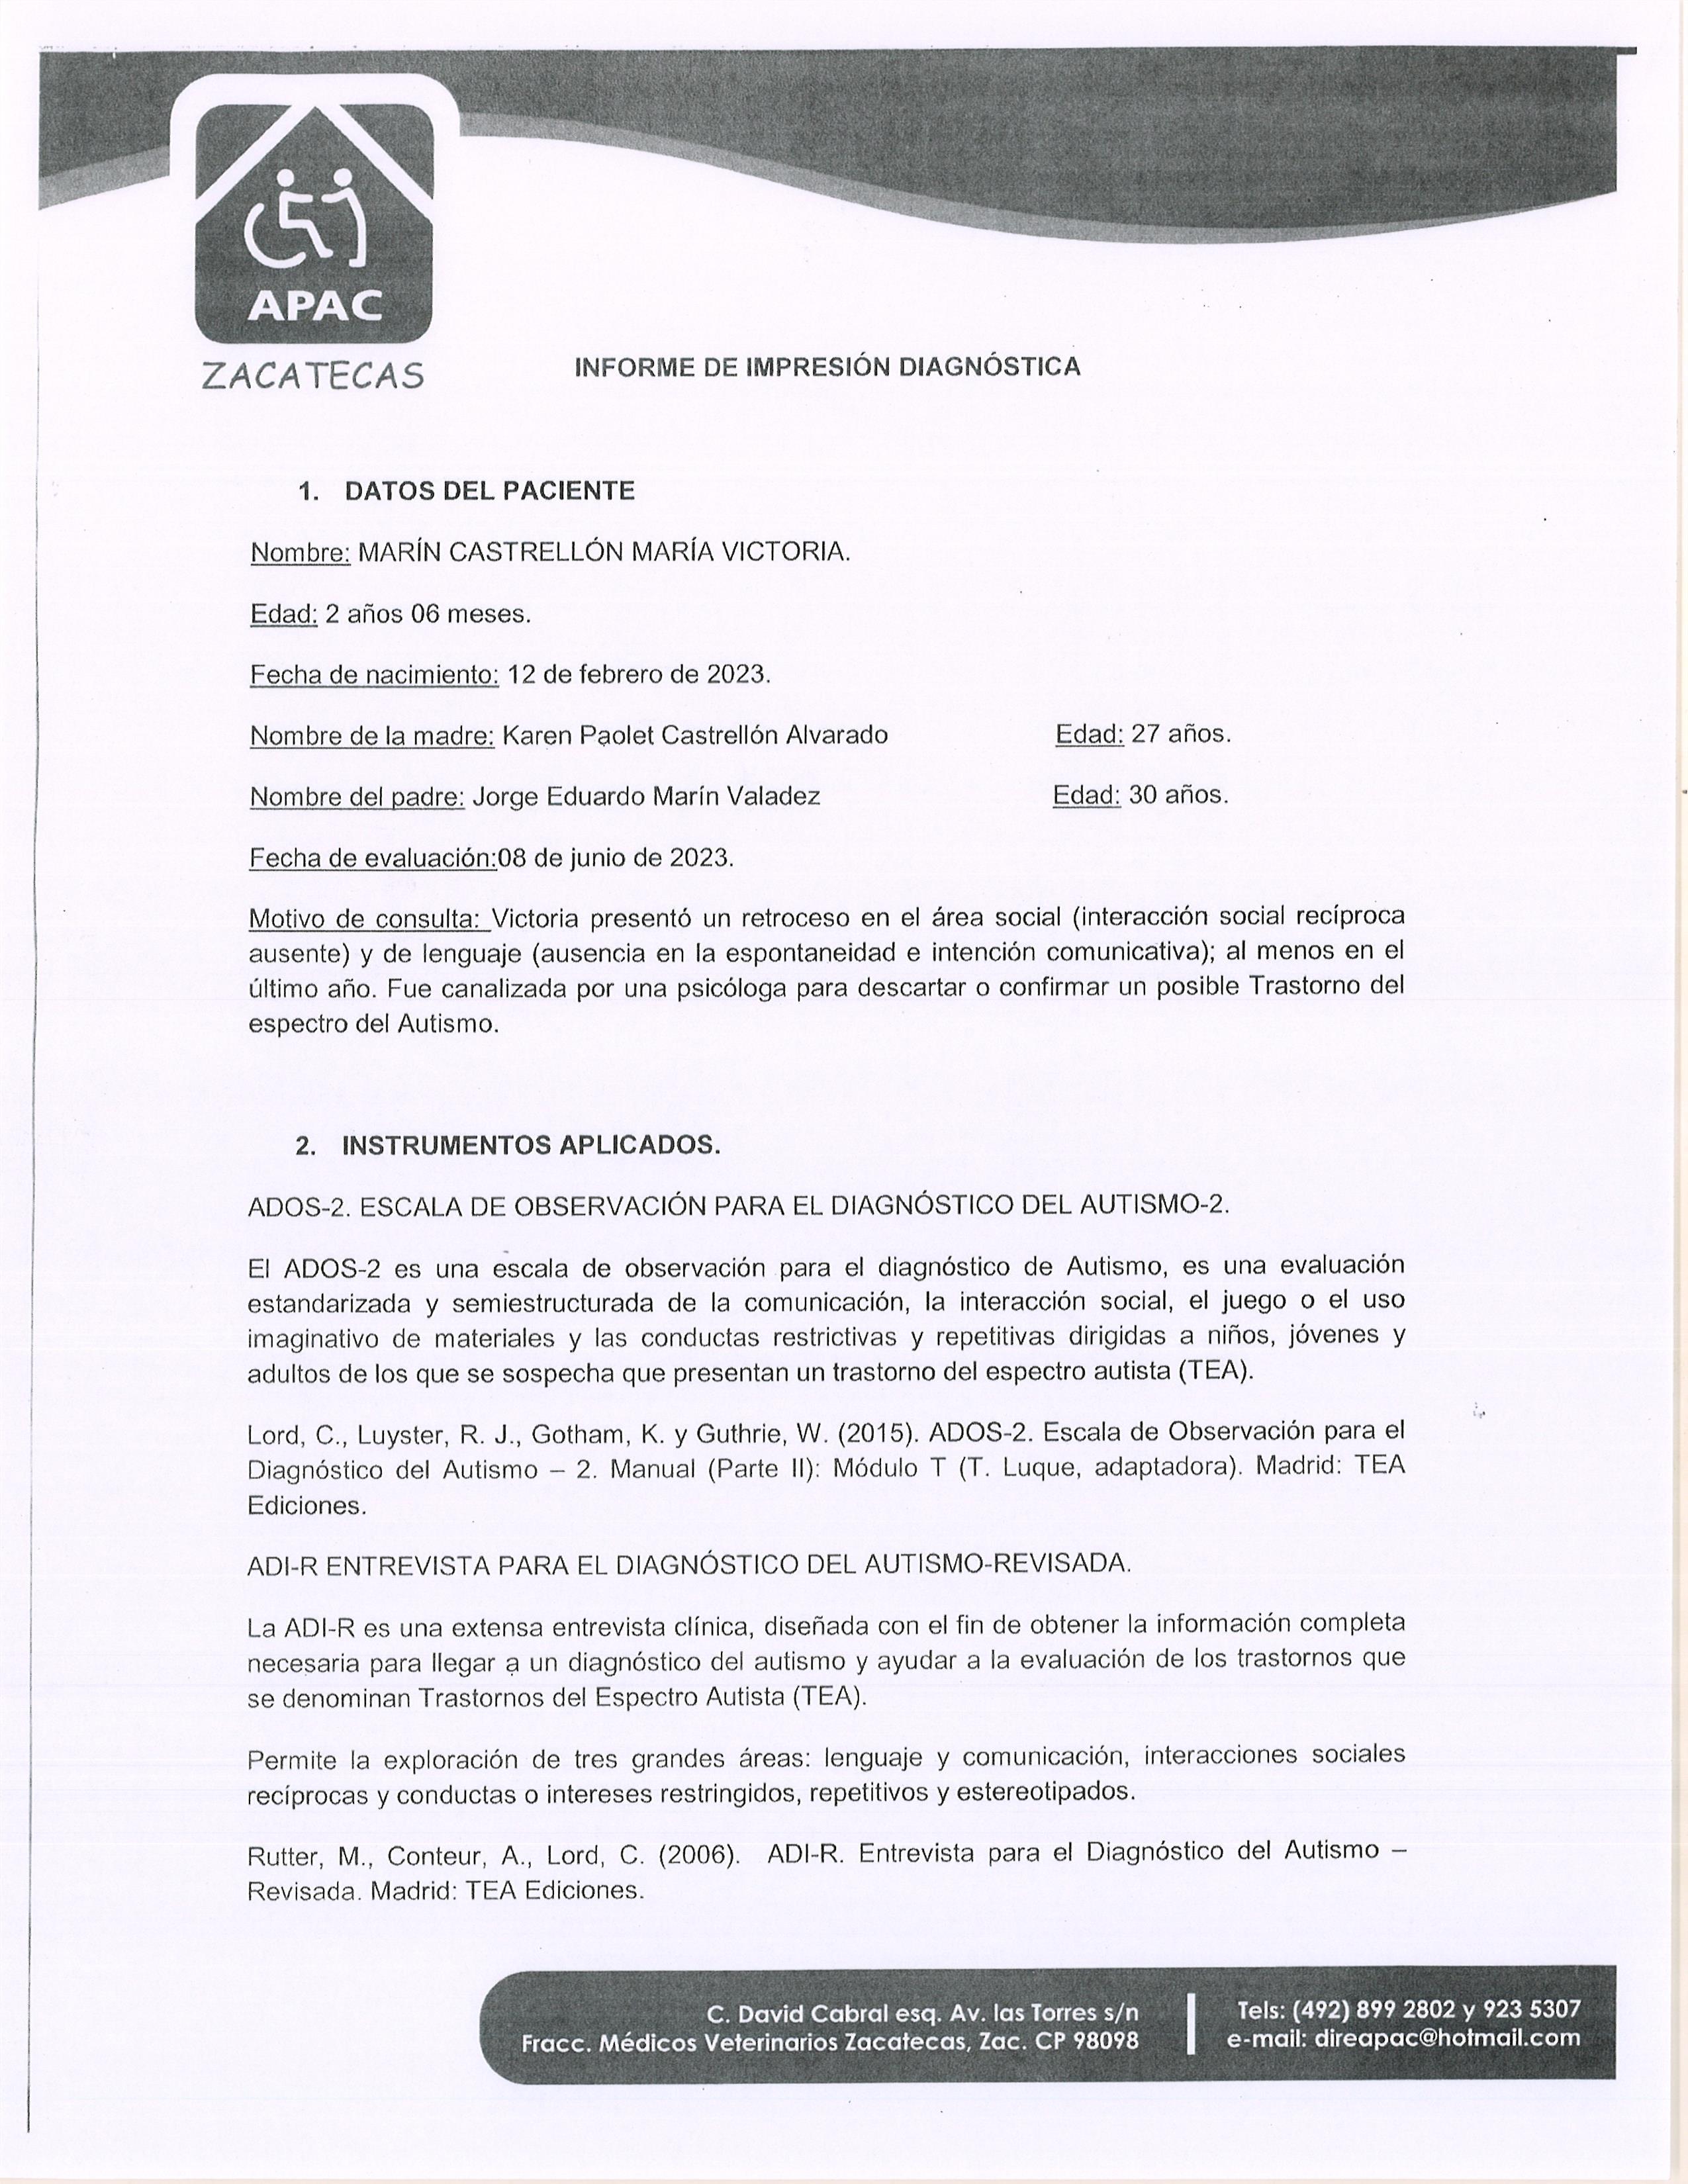 APAC
ZACATECAS
INFORME DE IMPRESIÓN DIAGNÓSTICA
1. DATOS DEL PACIENTE
Nombre: MARÍN CASTRELLÓN MARÍA VICTORIA.
Edad: 2 años 06 meses.
Fecha de nacimiento: 12 de febrero de 2023.
Nombre de la madre: Karen Paolet Castrellón Alvarado Edad: 27 años.
Nombre del padre: Jorge Eduardo Marín Valadez Edad: 30 años.
Fecha de evaluación:08 de junio de 2023.
Motivo de consulta: Victoria presentó un retroceso en el área social (interacción social recíproca
ausente) y de lenguaje (ausencia en la espontaneidad e intención comunicativa); al menos en el
último año. Fue canalizada por una psicóloga para descartar o confirmar un posible Trastorno del
espectro del Autismo.
2. INSTRUMENTOS APLICADOS.
ADOS-2. ESCALA DE OBSERVACIÓN PARA EL DIAGNÓSTICO DEL AUTISMO-2.
El ADOS-2 es una escala de observación para el diagnóstico de Autismo, es una evaluación
estandarizada y semiestructurada de la comunicación, la interacción social, el juego o el uso
imaginativo de materiales y las conductas restrictivas y repetitivas dirigidas a niños, jóvenes y
adultos de los que se sospecha que presentan un trastorno del espectro autista (TEA).
Lord, C., Luyster, R. J., Gotham, K. y Guthrie, W. (2015). ADOS-2. Escala de Observación para el
Diagnóstico del Autismo – 2. Manual (Parte II): Módulo T (T. Luque, adaptadora). Madrid: TEA
Ediciones.
ADI-R ENTREVISTA PARA EL DIAGNÓSTICO DEL AUTISMO-REVISADA.
La ADI-R es una extensa entrevista clínica, diseñada con el fin de obtener la información completa
necesaria para llegar a un diagnóstico del autismo y ayudar a la evaluación de los trastornos que
se denominan Trastornos del Espectro Autista (TEA).
Permite la exploración de tres grandes áreas: lenguaje y comunicación, interacciones sociales
recíprocas y conductas o intereses restringidos, repetitivos y estereotipados.
Rutter, M., Conteur, A., Lord, C. (2006). ADI-R. Entrevista para el Diagnóstico del Autismo –
Revisada. Madrid: TEA Ediciones.
C. David Cabral esq. Av. las Torres s/n
Fracc. Médicos Veterinarios Zacatecas, Zac. CP 98098
Tels: (492) 899 2802 y 923 5307
e-mail: direapac@hotmail.com